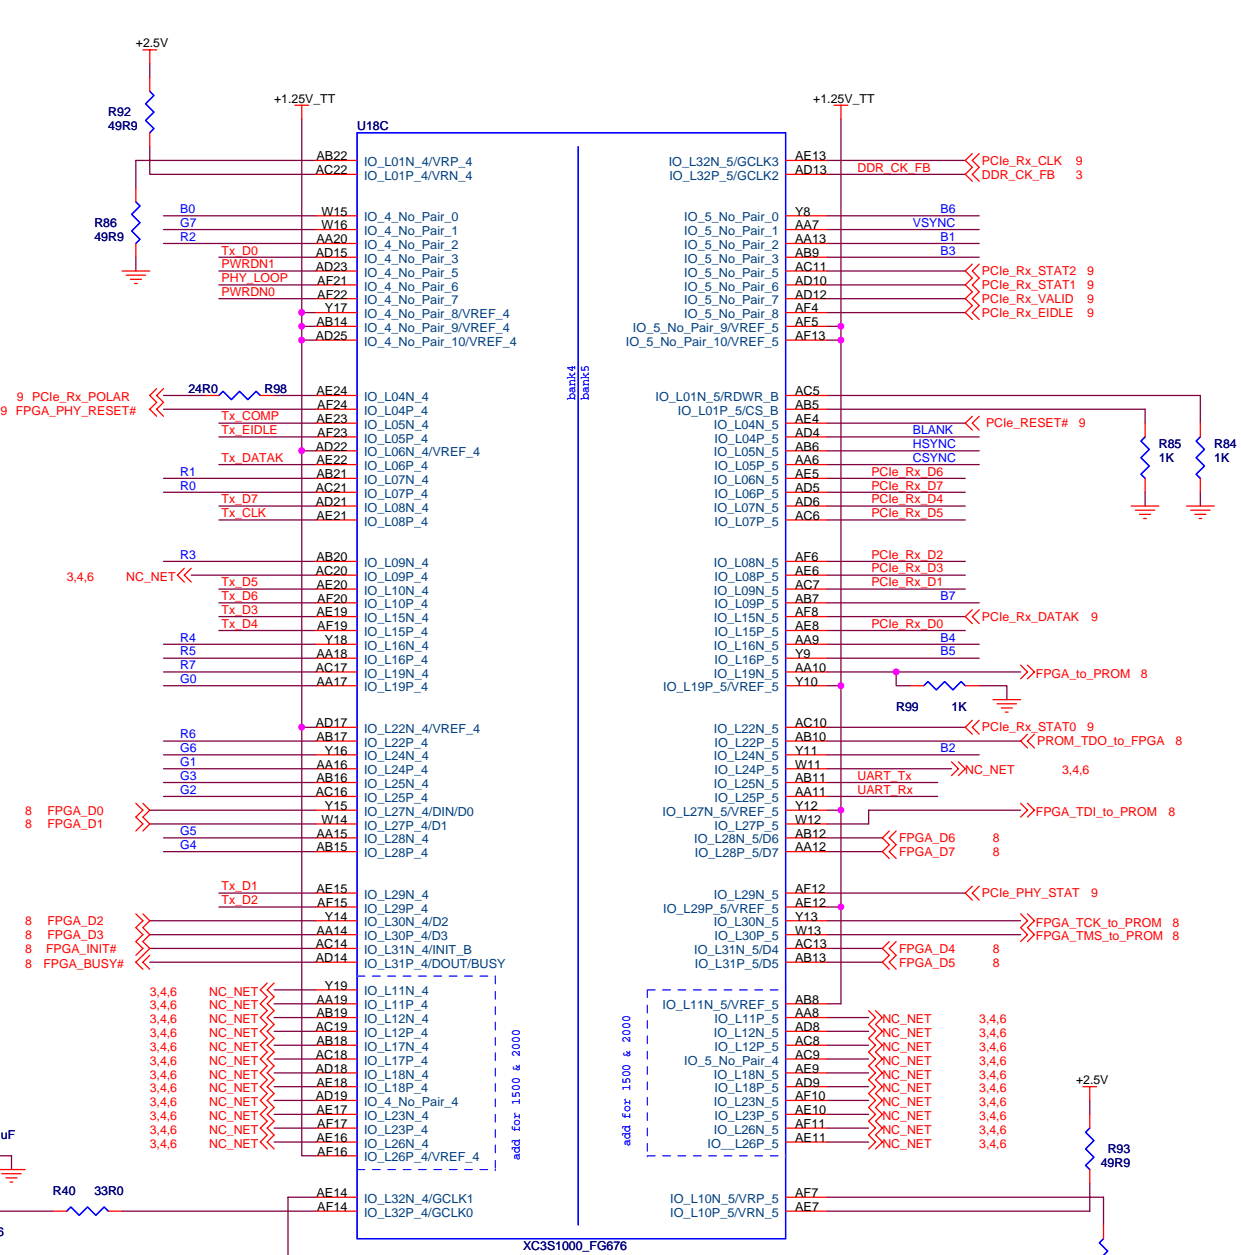 +2.5V
R92
49R9
+1.25V_TT
+1.25V_TT
U18C
AB22 IO_L01N_4/VRP_4 IO_L32N_5/GCLK3 AE13 PCIe_Rx_CLK 9
AC22 IO_L01P_4/VRN_4 IO_L32P_5/GCLK2 AD13 DDR_CK_FB DDR_CK_FB 3
R86
49R9
B0 W15 IO_4_No_Pair_0 IO_5_No_Pair_0 Y8 B6
G7 W16 IO_4_No_Pair_1 IO_5_No_Pair_1 AA7 VSYNC
R2 AA20 IO_4_No_Pair_2 IO_5_No_Pair_2 AA13 B1
Tx_D0 AD15 IO_4_No_Pair_3 IO_5_No_Pair_3 AB9 B3
PWRDN1 AD23 IO_4_No_Pair_5 IO_5_No_Pair_5 AC11 PCIe_Rx_STAT2 9
PHY_LOOP AF21 IO_4_No_Pair_6 IO_5_No_Pair_6 AD10 PCIe_Rx_STAT1 9
PWRDN0 AF22 IO_4_No_Pair_7 IO_5_No_Pair_7 AD12 PCIe_Rx_VALID 9
Y17 IO_4_No_Pair_8/VREF_4 IO_5_No_Pair_8 AF4 PCIe_Rx_EIDLE 9
AB14 IO_4_No_Pair_9/VREF_4 IO_5_No_Pair_9/VREF_5 AF5
AD25 IO_4_No_Pair_10/VREF_4 IO_5_No_Pair_10/VREF_5 AF13
bank4
bank5
9 PCIe_Rx_POLAR 24R0 R98 AE24 IO_L04N_4 IO_L01N_5/RDWR_B AC5
9 FPGA_PHY_RESET# AF24 IO_L04P_4 IO_L01P_5/CS_B AB5
Tx_COMP AE23 IO_L05N_4 IO_L04N_5 AE4 PCIe_RESET# 9
Tx_EIDLE AF23 IO_L05P_4 IO_L04P_5 AD4 BLANK
AD22 IO_L06N_4/VREF_4 IO_L05N_5 AB6 HSYNC
Tx_DATAK AE22 IO_L06P_4 IO_L05P_5 AA6 CSYNC
R85
1K
R84
1K
R1 AB21 IO_L07N_4 IO_L06N_5 AE5 PCIe_Rx_D6
R0 AC21 IO_L07P_4 IO_L06P_5 AD5 PCIe_Rx_D7
Tx_D7 AD21 IO_L08N_4 IO_L07N_5 AD6 PCIe_Rx_D4
Tx_CLK AE21 IO_L08P_4 IO_L07P_5 AC6 PCIe_Rx_D5
R3 AB20 IO_L09N_4 IO_L08N_5 AF6 PCIe_Rx_D2
3,4,6 NC_NET AC20 IO_L09P_4 IO_L08P_5 AE6 PCIe_Rx_D3
Tx_D5 AE20 IO_L10N_4 IO_L09N_5 AC7 PCIe_Rx_D1
Tx_D6 AF20 IO_L10P_4 IO_L09P_5 AB7 B7
Tx_D3 AE19 IO_L15N_4 IO_L15N_5 AF8 PCIe_Rx_DATAK 9
Tx_D4 AF19 IO_L15P_4 IO_L15P_5 AE8 PCIe_Rx_D0
R4 Y18 IO_L16N_4 IO_L16N_5 AA9 B4
R5 AA18 IO_L16P_4 IO_L16P_5 Y9 B5
R7 AC17 IO_L19N_4 IO_L19N_5 AA10 FPGA_to_PROM 8
G0 AA17 IO_L19P_4 IO_L19P_5/VREF_5 Y10
R99 1K
AD17 IO_L22N_4/VREF_4 IO_L22N_5 AC10 PCIe_Rx_STAT0 9
R6 AB17 IO_L22P_4 IO_L22P_5 AB10 PROM_TDO_to_FPGA 8
G6 Y16 IO_L24N_4 IO_L24N_5 Y11 B2
G1 AA16 IO_L24P_4 IO_L24P_5 W11 NC_NET 3,4,6
G3 AB16 IO_L25N_4 IO_L25N_5 AB11 UART_Tx
G2 AC16 IO_L25P_4 IO_L25P_5 AA11 UART_Rx
8 FPGA_D0 Y15 IO_L27N_4/DIN/D0 IO_L27N_5/VREF_5 Y12 FPGA_TDI_to_PROM 8
8 FPGA_D1 W14 IO_L27P_4/D1 IO_L27P_5 W12
G5 AA15 IO_L28N_4 IO_L28N_5/D6 AB12 FPGA_D6 8
G4 AB15 IO_L28P_4 IO_L28P_5/D7 AA12 FPGA_D7 8
Tx_D1 AE15 IO_L29N_4 IO_L29N_5 AF12 PCIe_PHY_STAT 9
Tx_D2 AF15 IO_L29P_4 IO_L29P_5/VREF_5 AE12
8 FPGA_D2 Y14 IO_L30N_4/D2 IO_L30N_5 Y13 FPGA_TCK_to_PROM 8
8 FPGA_D3 AA14 IO_L30P_4/D3 IO_L30P_5 W13 FPGA_TMS_to_PROM 8
8 FPGA_INIT# AC14 IO_L31N_4/INIT_B IO_L31N_5/D4 AC13 FPGA_D4 8
8 FPGA_BUSY# AD14 IO_L31P_4/DOUT/BUSY IO_L31P_5/D5 AB13 FPGA_D5 8
3,4,6 NC_NET Y19 IO_L11N_4 IO_L11N_5/VREF_5 AB8
3,4,6 NC_NET AA19 IO_L11P_4 IO_L11P_5 AA8 NC_NET 3,4,6
3,4,6 NC_NET AB19 IO_L12N_4 IO_L12N_5 AD8 NC_NET 3,4,6
3,4,6 NC_NET AC19 IO_L12P_4 IO_L12P_5 AC8 NC_NET 3,4,6
3,4,6 NC_NET AB18 IO_L17N_4 IO_5_No_Pair_4 AC9 NC_NET 3,4,6
3,4,6 NC_NET AC18 IO_L17P_4 IO_L18N_5 AE9 NC_NET 3,4,6
3,4,6 NC_NET AD18 IO_L18N_4 IO_L18P_5 AD9 NC_NET 3,4,6
3,4,6 NC_NET AE18 IO_L18P_4 IO_L23N_5 AF10 NC_NET 3,4,6
3,4,6 NC_NET AD19 IO_4_No_Pair_4 IO_L23P_5 AE10 NC_NET 3,4,6
3,4,6 NC_NET AE17 IO_L23N_4 IO_L26N_5 AF11 NC_NET 3,4,6
3,4,6 NC_NET AF17 IO_L23P_4 IO_L26P_5 AE11 NC_NET 3,4,6
3,4,6 NC_NET AE16 IO_L26N_4
AF16 IO_L26P_4/VREF_4
add for 1500 & 2000
add for 1500 & 2000
+2.5V
R93
49R9
uF
R40 33R0
6
AE14 IO_L32N_4/GCLK1 IO_L10N_5/VRP_5 AF7
AF14 IO_L32P_4/GCLK0 IO_L10P_5/VRN_5 AE7
XC3S1000_FG676